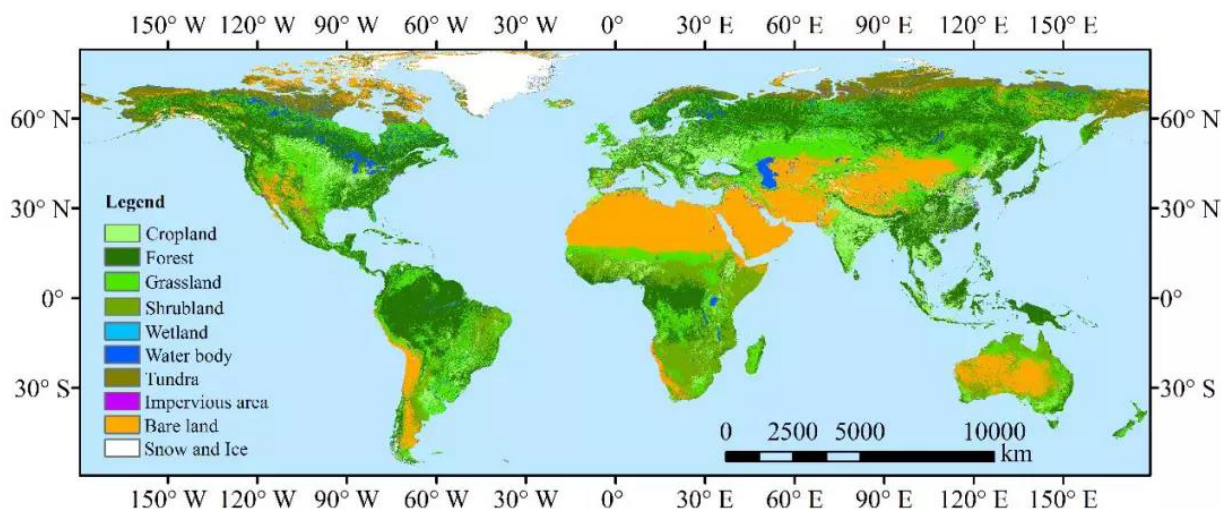 150° W 120° W 90° W 60° W 30° W 0° 30° E 60° E 90° E 120° E 150° E
60° N 60° N
30° N 30° N
Legend
Cropland
Forest
Grassland
0° 0°
Shrubland
Wetland
Water body
Tundra
30° S 30° S
Impervious area
Bare land
0 2500 5000 10000
Snow and Ice
km
150° W 120° W 90° W 60° W 30° W 0° 30° E 60° E 90° E 120° E 150° E